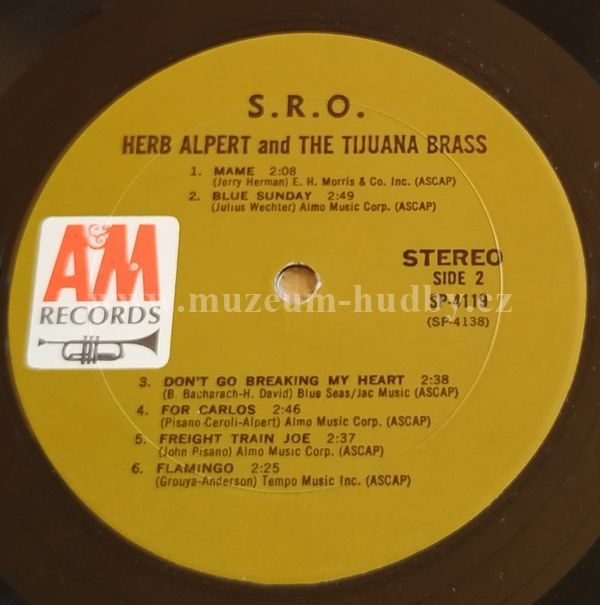 S.R.O.
HERB ALPERT and THE TIJUANA BRASS
1. MAME 2:08
(Jerry Herman) E. H. Morris & Co. Inc. (ASCAP)
2. BLUE SUNDAY 2:49
(Julius Wechter) Almo Music Corp. (ASCAP)
A&M
RECORDS
STEREO
SIDE 2
SP-4119
(SP-4138)
www.muzeum-hudby.cz
3. DON'T GO BREAKING MY HEART 2:38
(B. Bacharach-H. David) Blue Seas/Jac Music (ASCAP)
4. FOR CARLOS 2:46
(Pisano-Ceroli-Alpert) Almo Music Corp. (ASCAP)
5. FREIGHT TRAIN JOE 2:37
(John Pisano) Almo Music Corp. (ASCAP)
6. FLAMINGO 2:25
(Grouya-Anderson) Tempo Music Inc. (ASCAP)